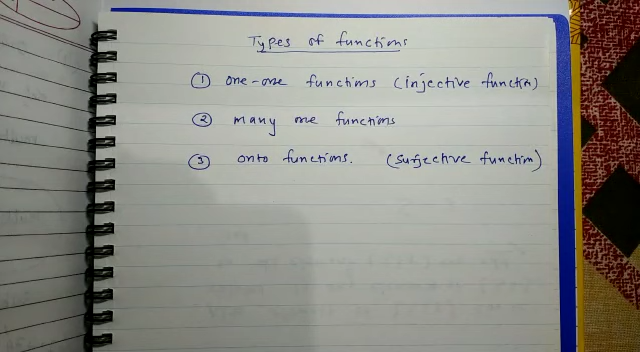 Types of functions
① one-one functions (injective function)
② many one functions
③ onto functions. (surjective function)